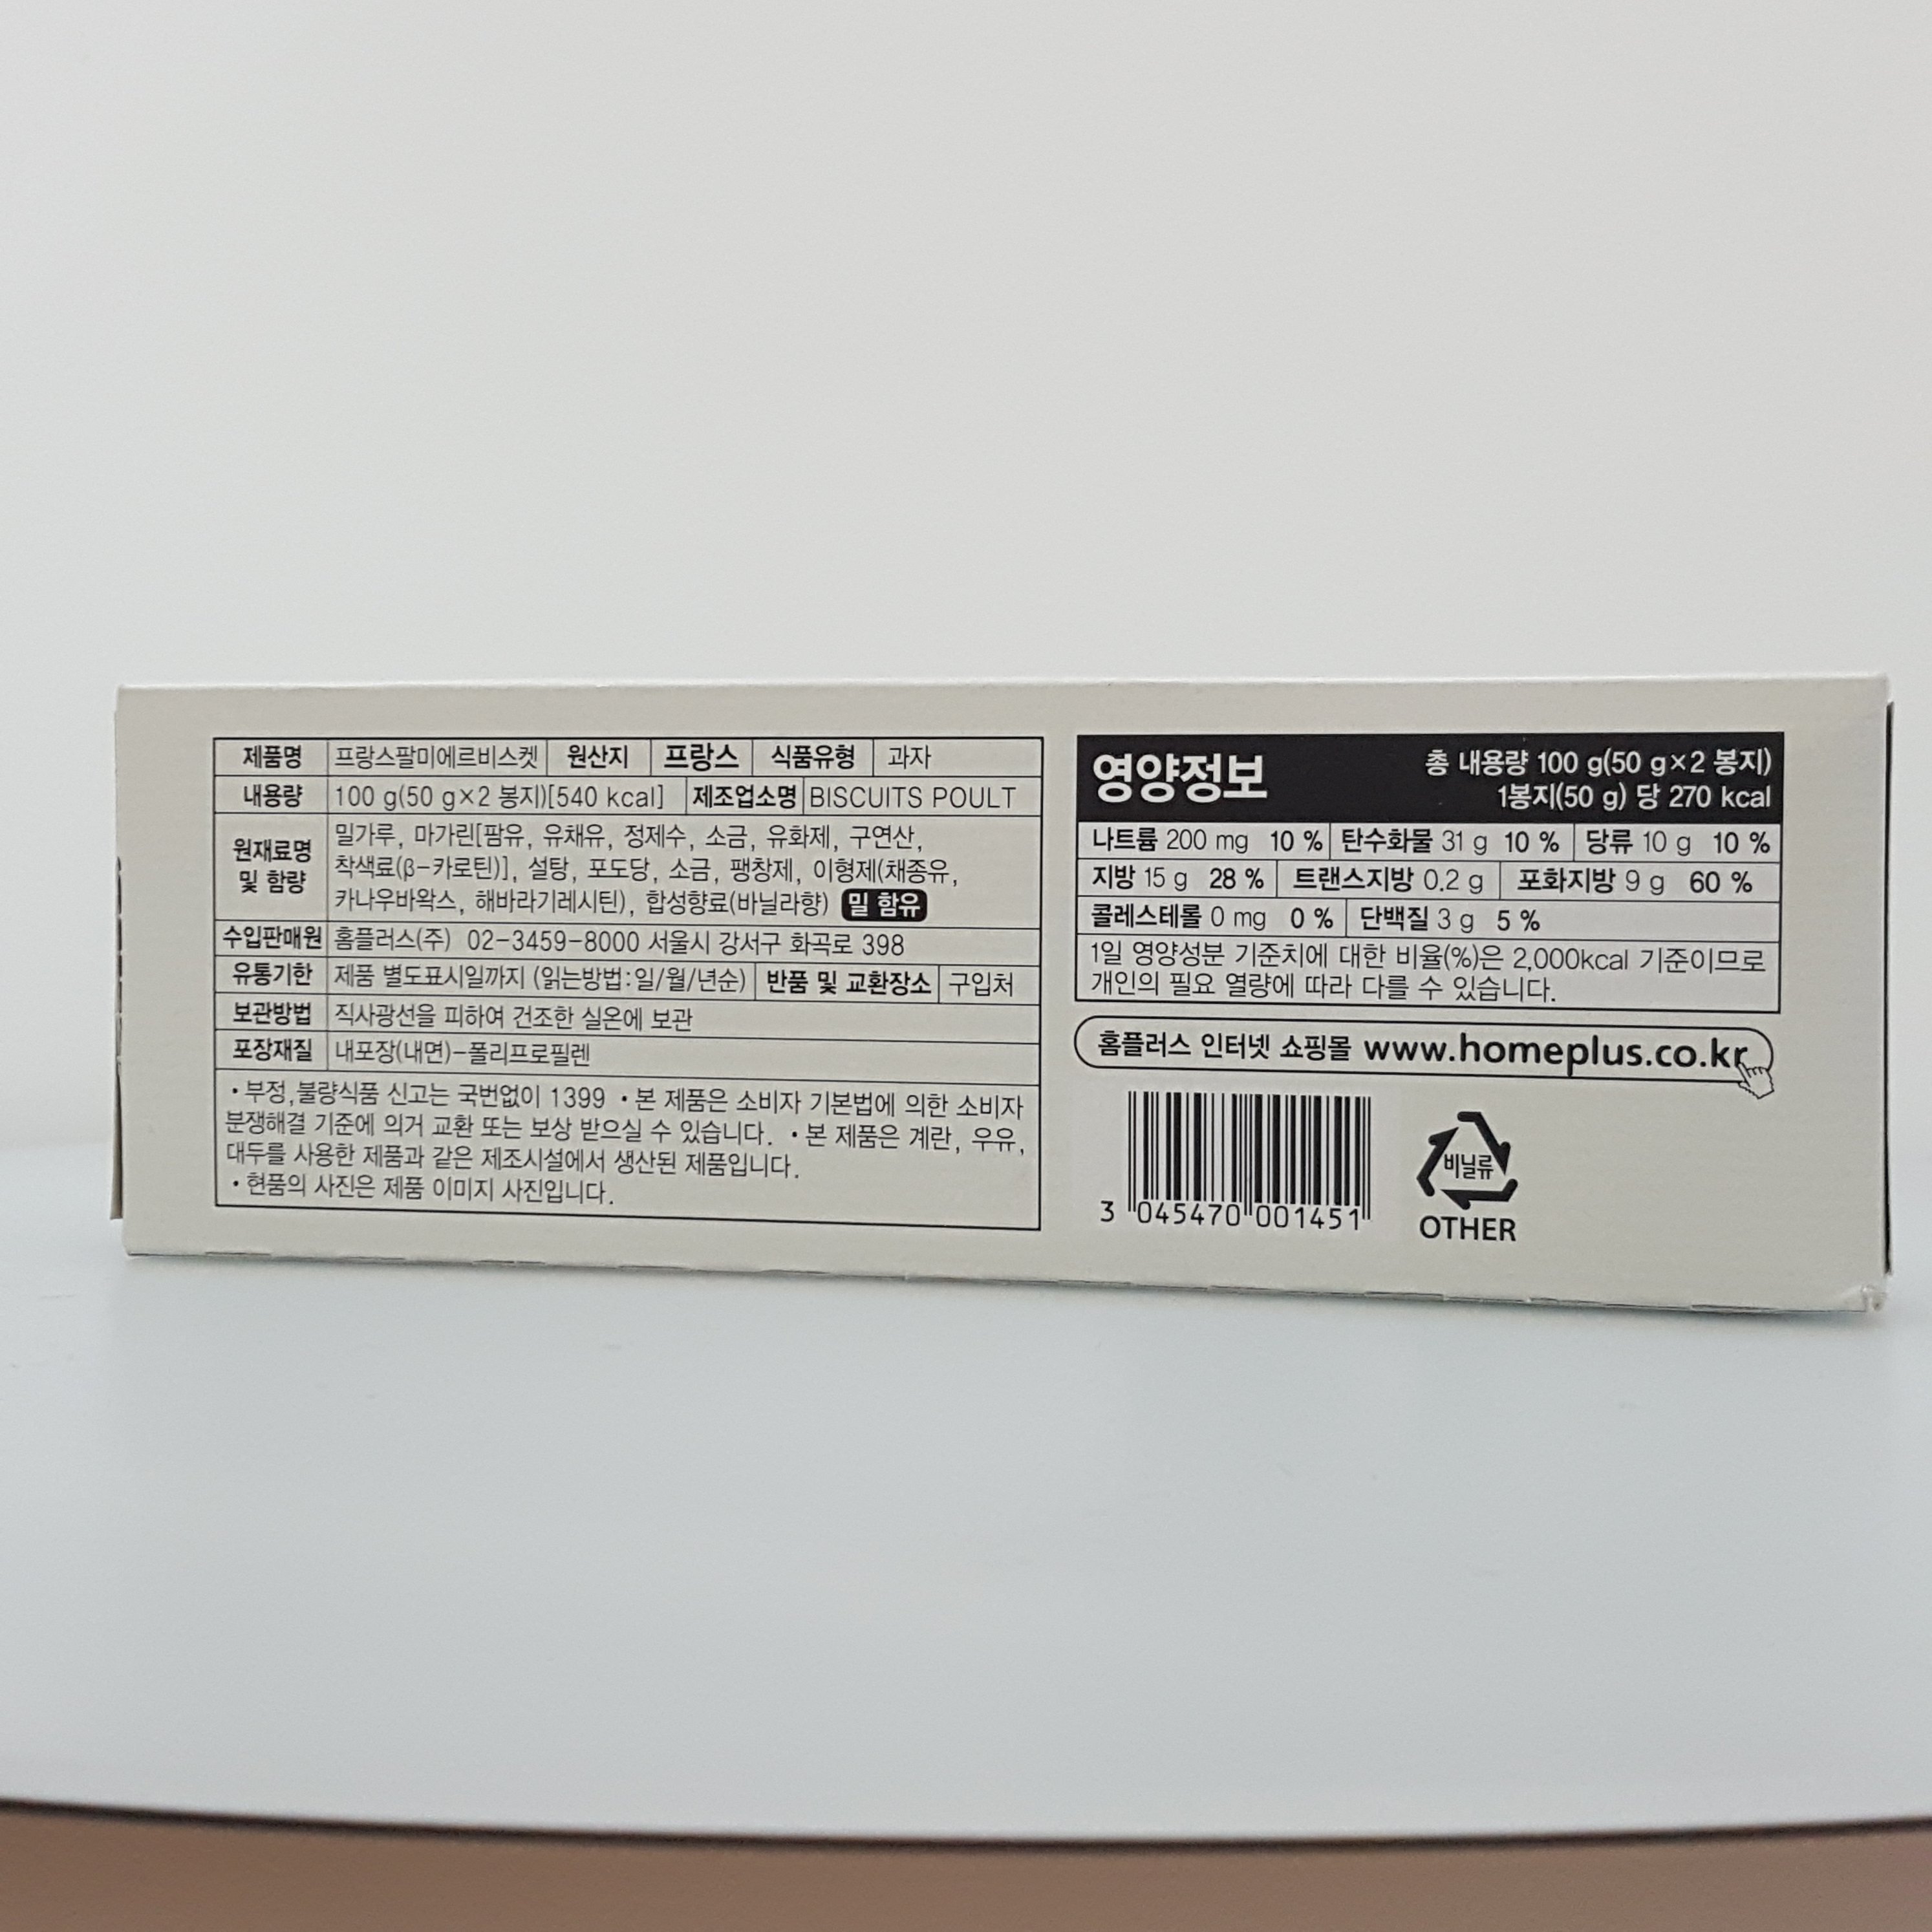 제품명 프랑스팔미에르비스켓 원산지 프랑스 식품유형 과자
내용량 100 g(50 g×2 봉지)[540 kcal] 제조업소명 BISCUITS POULT
원재료명 및 함량
밀가루, 마가린[팜유, 유채유, 정제수, 소금, 유화제, 구연산,
착색료(β-카로틴)], 설탕, 포도당, 소금, 팽창제, 이형제(채종유,
카나우바왁스, 해바라기레시틴), 합성향료(바닐라향) 밀 함유
수입판매원 홈플러스(주) 02-3459-8000 서울시 강서구 화곡로 398
유통기한 제품 별도표시일까지 (읽는방법:일/월/년순) 반품 및 교환장소 구입처
보관방법 직사광선을 피하여 건조한 실온에 보관
포장재질 내포장(내면)-폴리프로필렌
•부정,불량식품 신고는 국번없이 1399 •본 제품은 소비자 기본법에 의한 소비자
분쟁해결 기준에 의거 교환 또는 보상 받으실 수 있습니다. •본 제품은 계란, 우유,
대두를 사용한 제품과 같은 제조시설에서 생산된 제품입니다.
•현품의 사진은 제품 이미지 사진입니다.
영양정보
총 내용량 100 g(50 g×2 봉지)
1봉지(50 g) 당 270 kcal
나트륨 200 mg 10 % 탄수화물 31 g 10 % 당류 10 g 10 %
지방 15 g 28 % 트랜스지방 0.2 g 포화지방 9 g 60 %
콜레스테롤 0 mg 0 % 단백질 3 g 5 %
1일 영양성분 기준치에 대한 비율(%)은 2,000kcal 기준이므로
개인의 필요 열량에 따라 다를 수 있습니다.
홈플러스 인터넷 쇼핑몰 www.homeplus.co.kr
3 045470 001451
비닐류
OTHER